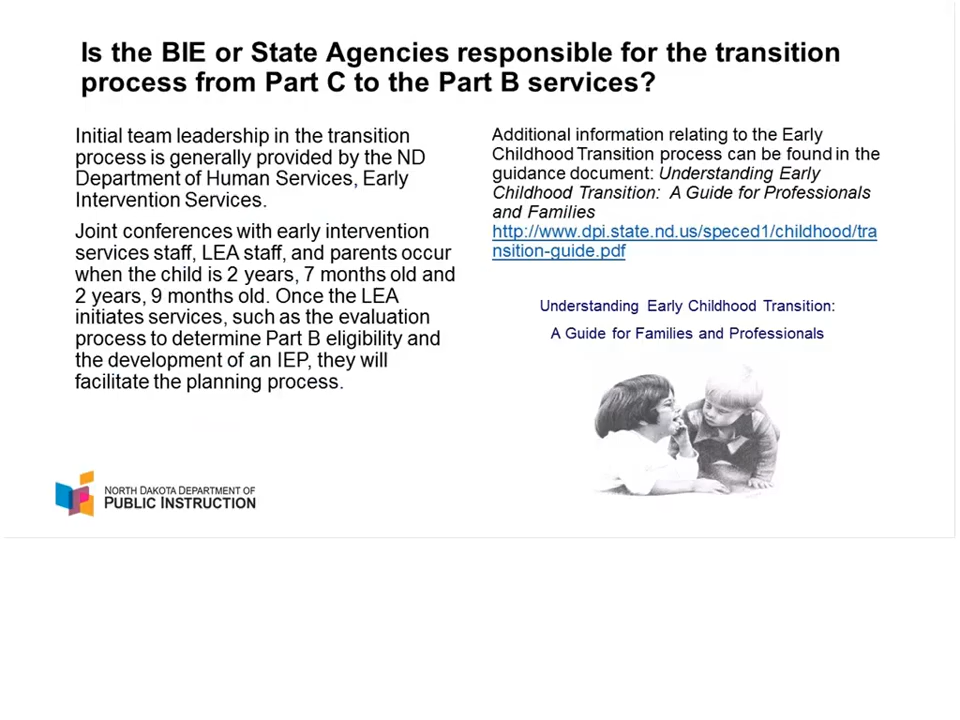 Is the BIE or State Agencies responsible for the transition
process from Part C to the Part B services?
Initial team leadership in the transition
process is generally provided by the ND
Department of Human Services, Early
Intervention Services.
Joint conferences with early intervention
services staff, LEA staff, and parents occur
when the child is 2 years, 7 months old and
2 years, 9 months old. Once the LEA
initiates services, such as the evaluation
process to determine Part B eligibility and
the development of an IEP, they will
facilitate the planning process.
Additional information relating to the Early
Childhood Transition process can be found in the
guidance document: Understanding Early
Childhood Transition: A Guide for Professionals
and Families
http://www.dpi.state.nd.us/speced1/childhood/tra
nsition-guide.pdf
Understanding Early Childhood Transition:
A Guide for Families and Professionals
NORTH DAKOTA DEPARTMENT OF
PUBLIC INSTRUCTION